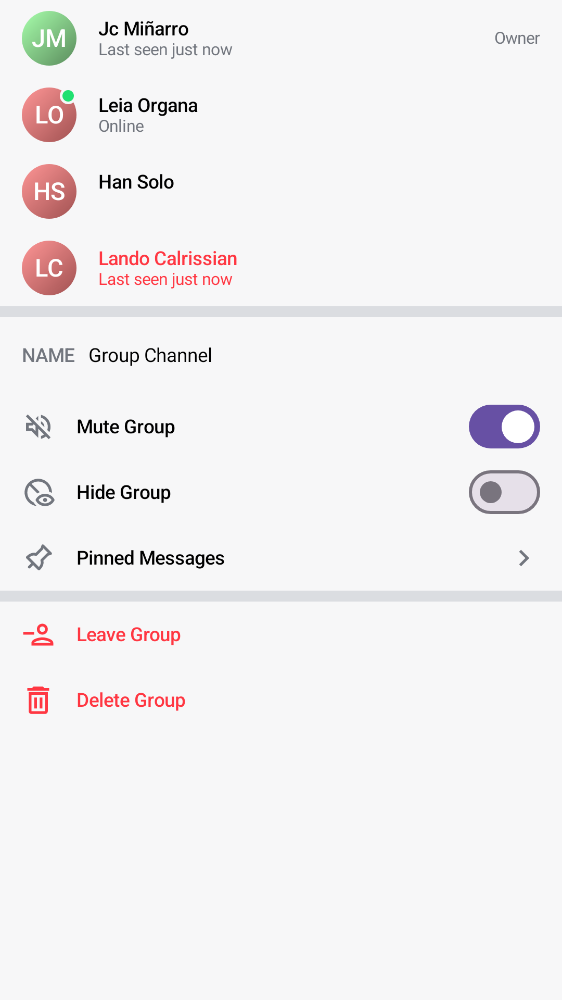 JM
Jc Miñarro
Last seen just now
Owner
LO
Leia Organa
Online
HS
Han Solo
LC
Lando Calrissian
Last seen just now
NAME Group Channel
Mute Group
Hide Group
Pinned Messages
Leave Group
Delete Group